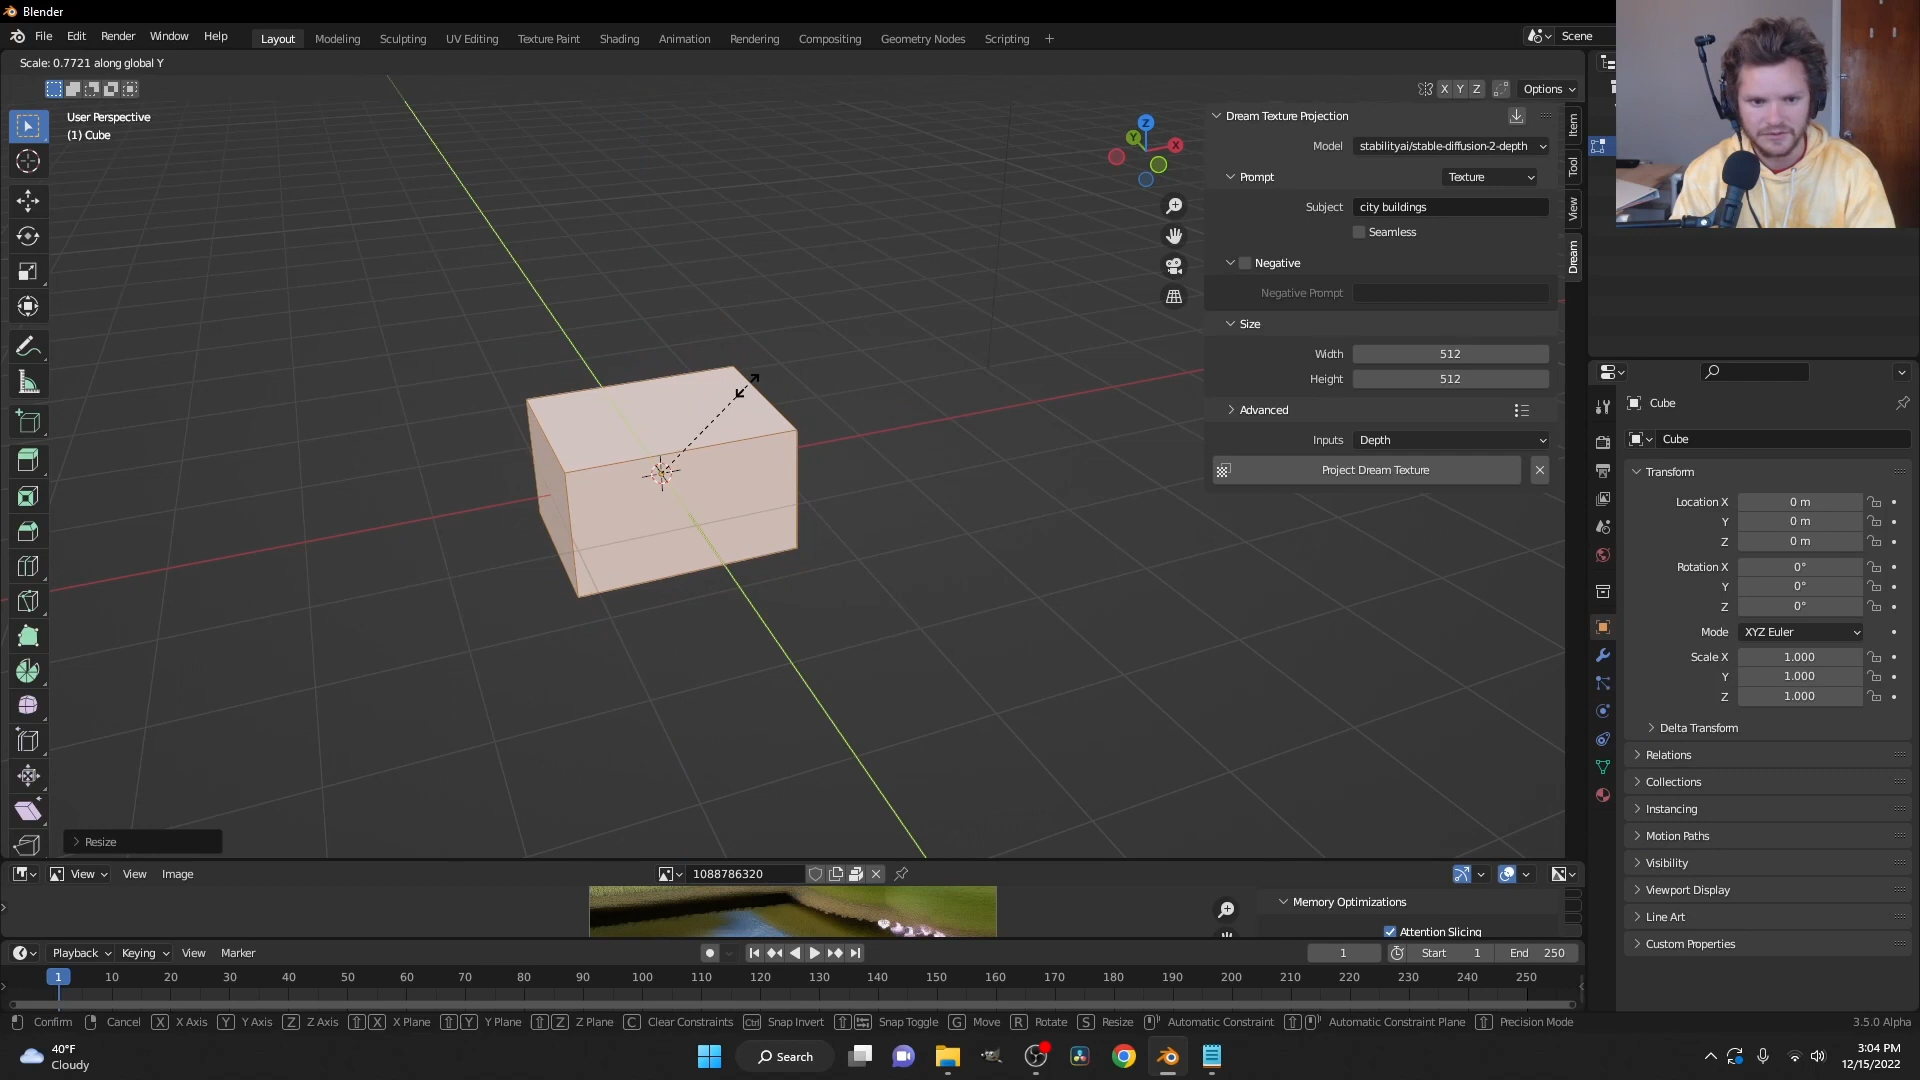 Blender
File Edit Render Window Help
Layout Modeling Sculpting UV Editing Texture Paint Shading Animation Rendering Compositing Geometry Nodes Scripting +
Scene
Scale: 0.7721 along global Y
X Y Z
Options
User Perspective
(1) Cube
Z
Y
X
Dream Texture Projection
Model stabilityai/stable-diffusion-2-depth
Prompt Texture
Subject city buildings
Seamless
Negative
Negative Prompt
Size
Width 512
Height 512
Advanced
Inputs Depth
Project Dream Texture
Item
Tool
View
Dream
Cube
Cube
Transform
Location X 0 m
Y 0 m
Z 0 m
Rotation X 0°
Y 0°
Z 0°
Mode XYZ Euler
Scale X 1.000
Y 1.000
Z 1.000
Delta Transform
Relations
Collections
Instancing
Motion Paths
Visibility
Viewport Display
Line Art
Custom Properties
Resize
View View Image
1088786320
Memory Optimizations
Attention Slicing
Playback Keying View Marker
1 Start 1 End 250
1 10 20 30 40 50 60 70 80 90 100 110 120 130 140 150 160 170 180 190 200 210 220 230 240 250
Confirm Cancel X X Axis Y Y Axis Z Z Axis X X Plane Y Y Plane Z Z Plane C Clear Constraints Ctrl Snap Invert Snap Toggle G Move R Rotate S Resize Automatic Constraint Automatic Constraint Plane Precision Mode
3.5.0 Alpha
40°F
Cloudy
Search
3:04 PM
12/15/2022